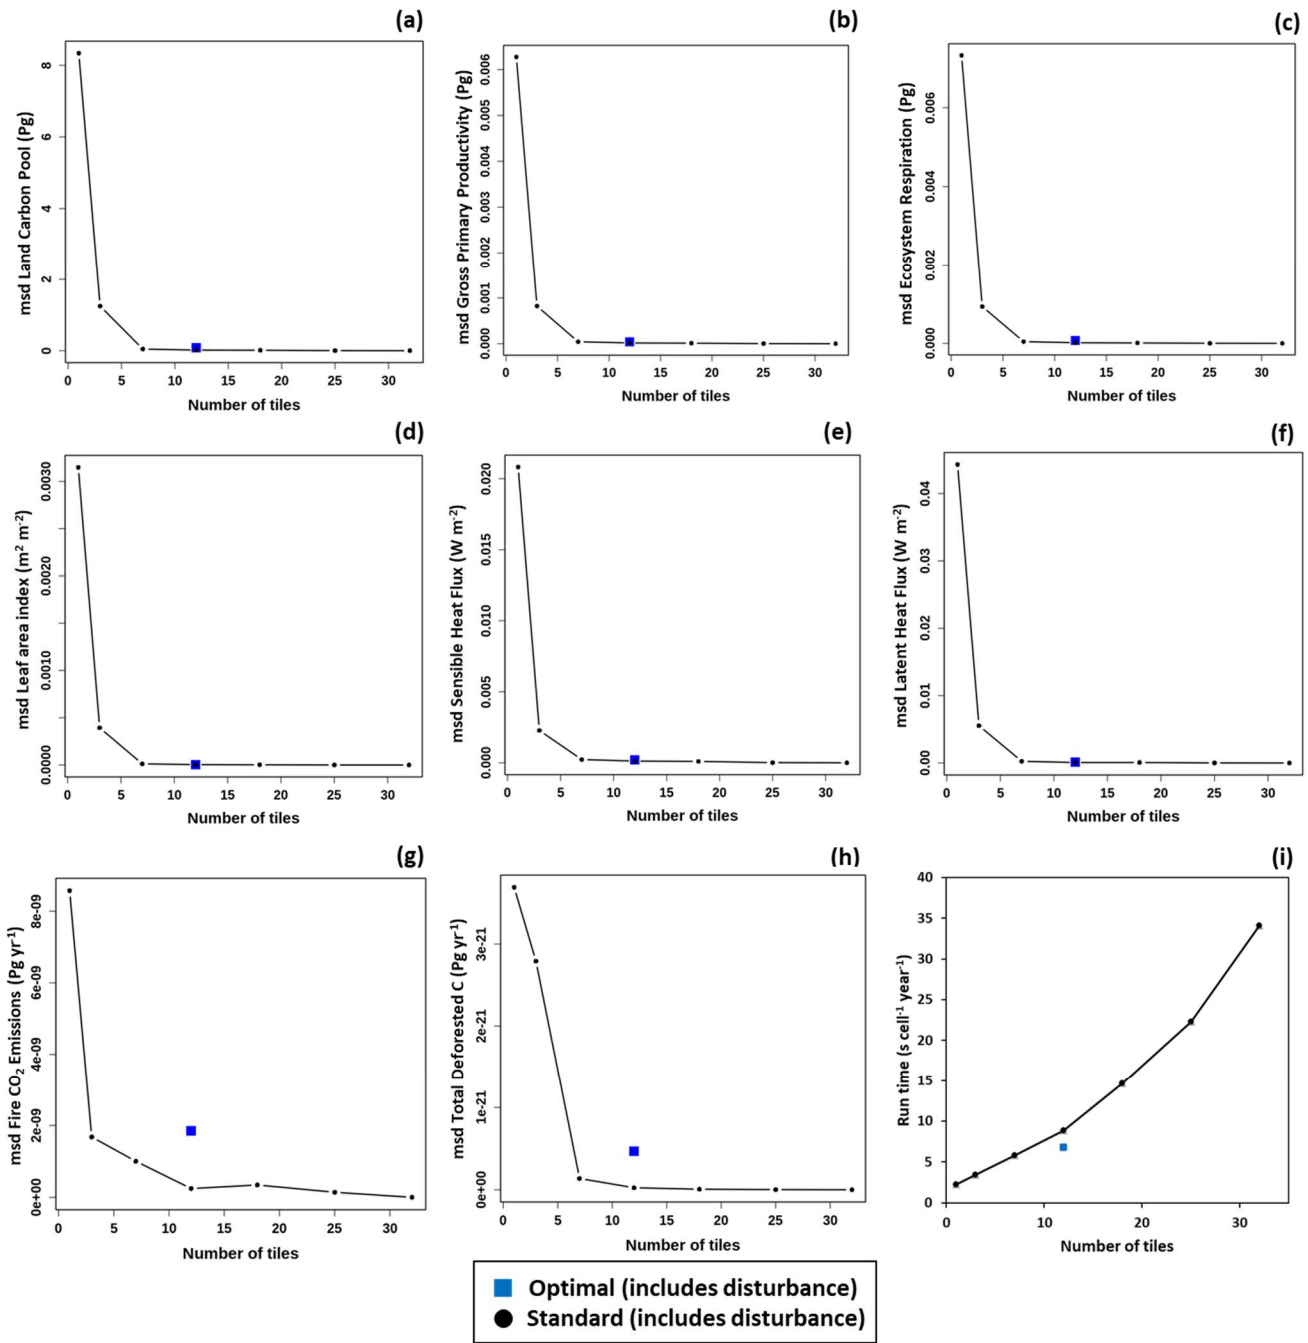 (a)
msd Land Carbon Pool (Pg)
8
6
4
2
0
0 5 10 15 20 25 30
Number of tiles
(b)
msd Gross Primary Productivity (Pg)
0.006
0.005
0.004
0.003
0.002
0.001
0.000
0 5 10 15 20 25 30
Number of tiles
(c)
msd Ecosystem Respiration (Pg)
0.006
0.004
0.002
0.000
0 5 10 15 20 25 30
Number of tiles
(d)
msd Leaf area index (m² m⁻²)
0.0030
0.0020
0.0010
0.0000
0 5 10 15 20 25 30
Number of tiles
(e)
msd Sensible Heat Flux (W m⁻²)
0.020
0.015
0.010
0.005
0.000
0 5 10 15 20 25 30
Number of tiles
(f)
msd Latent Heat Flux (W m⁻²)
0.04
0.03
0.02
0.01
0.00
0 5 10 15 20 25 30
Number of tiles
(g)
msd Fire CO₂ Emissions (Pg yr⁻¹)
8e-09
6e-09
4e-09
2e-09
0e+00
0 5 10 15 20 25 30
Number of tiles
(h)
msd Total Deforested C (Pg yr⁻¹)
3e-21
2e-21
1e-21
0e+00
0 5 10 15 20 25 30
Number of tiles
(i)
Run time (s cell⁻¹ year⁻¹)
40
35
30
25
20
15
10
5
0
0 10 20 30
Number of tiles
Optimal (includes disturbance)
Standard (includes disturbance)